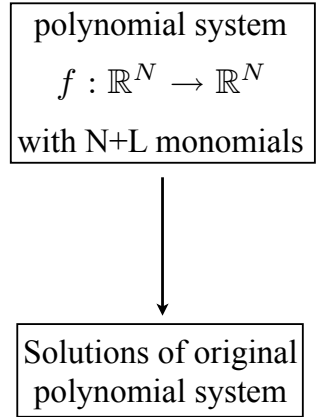 polynomial system
f : ℝ^N → ℝ^N
with N+L monomials
Solutions of original
polynomial system